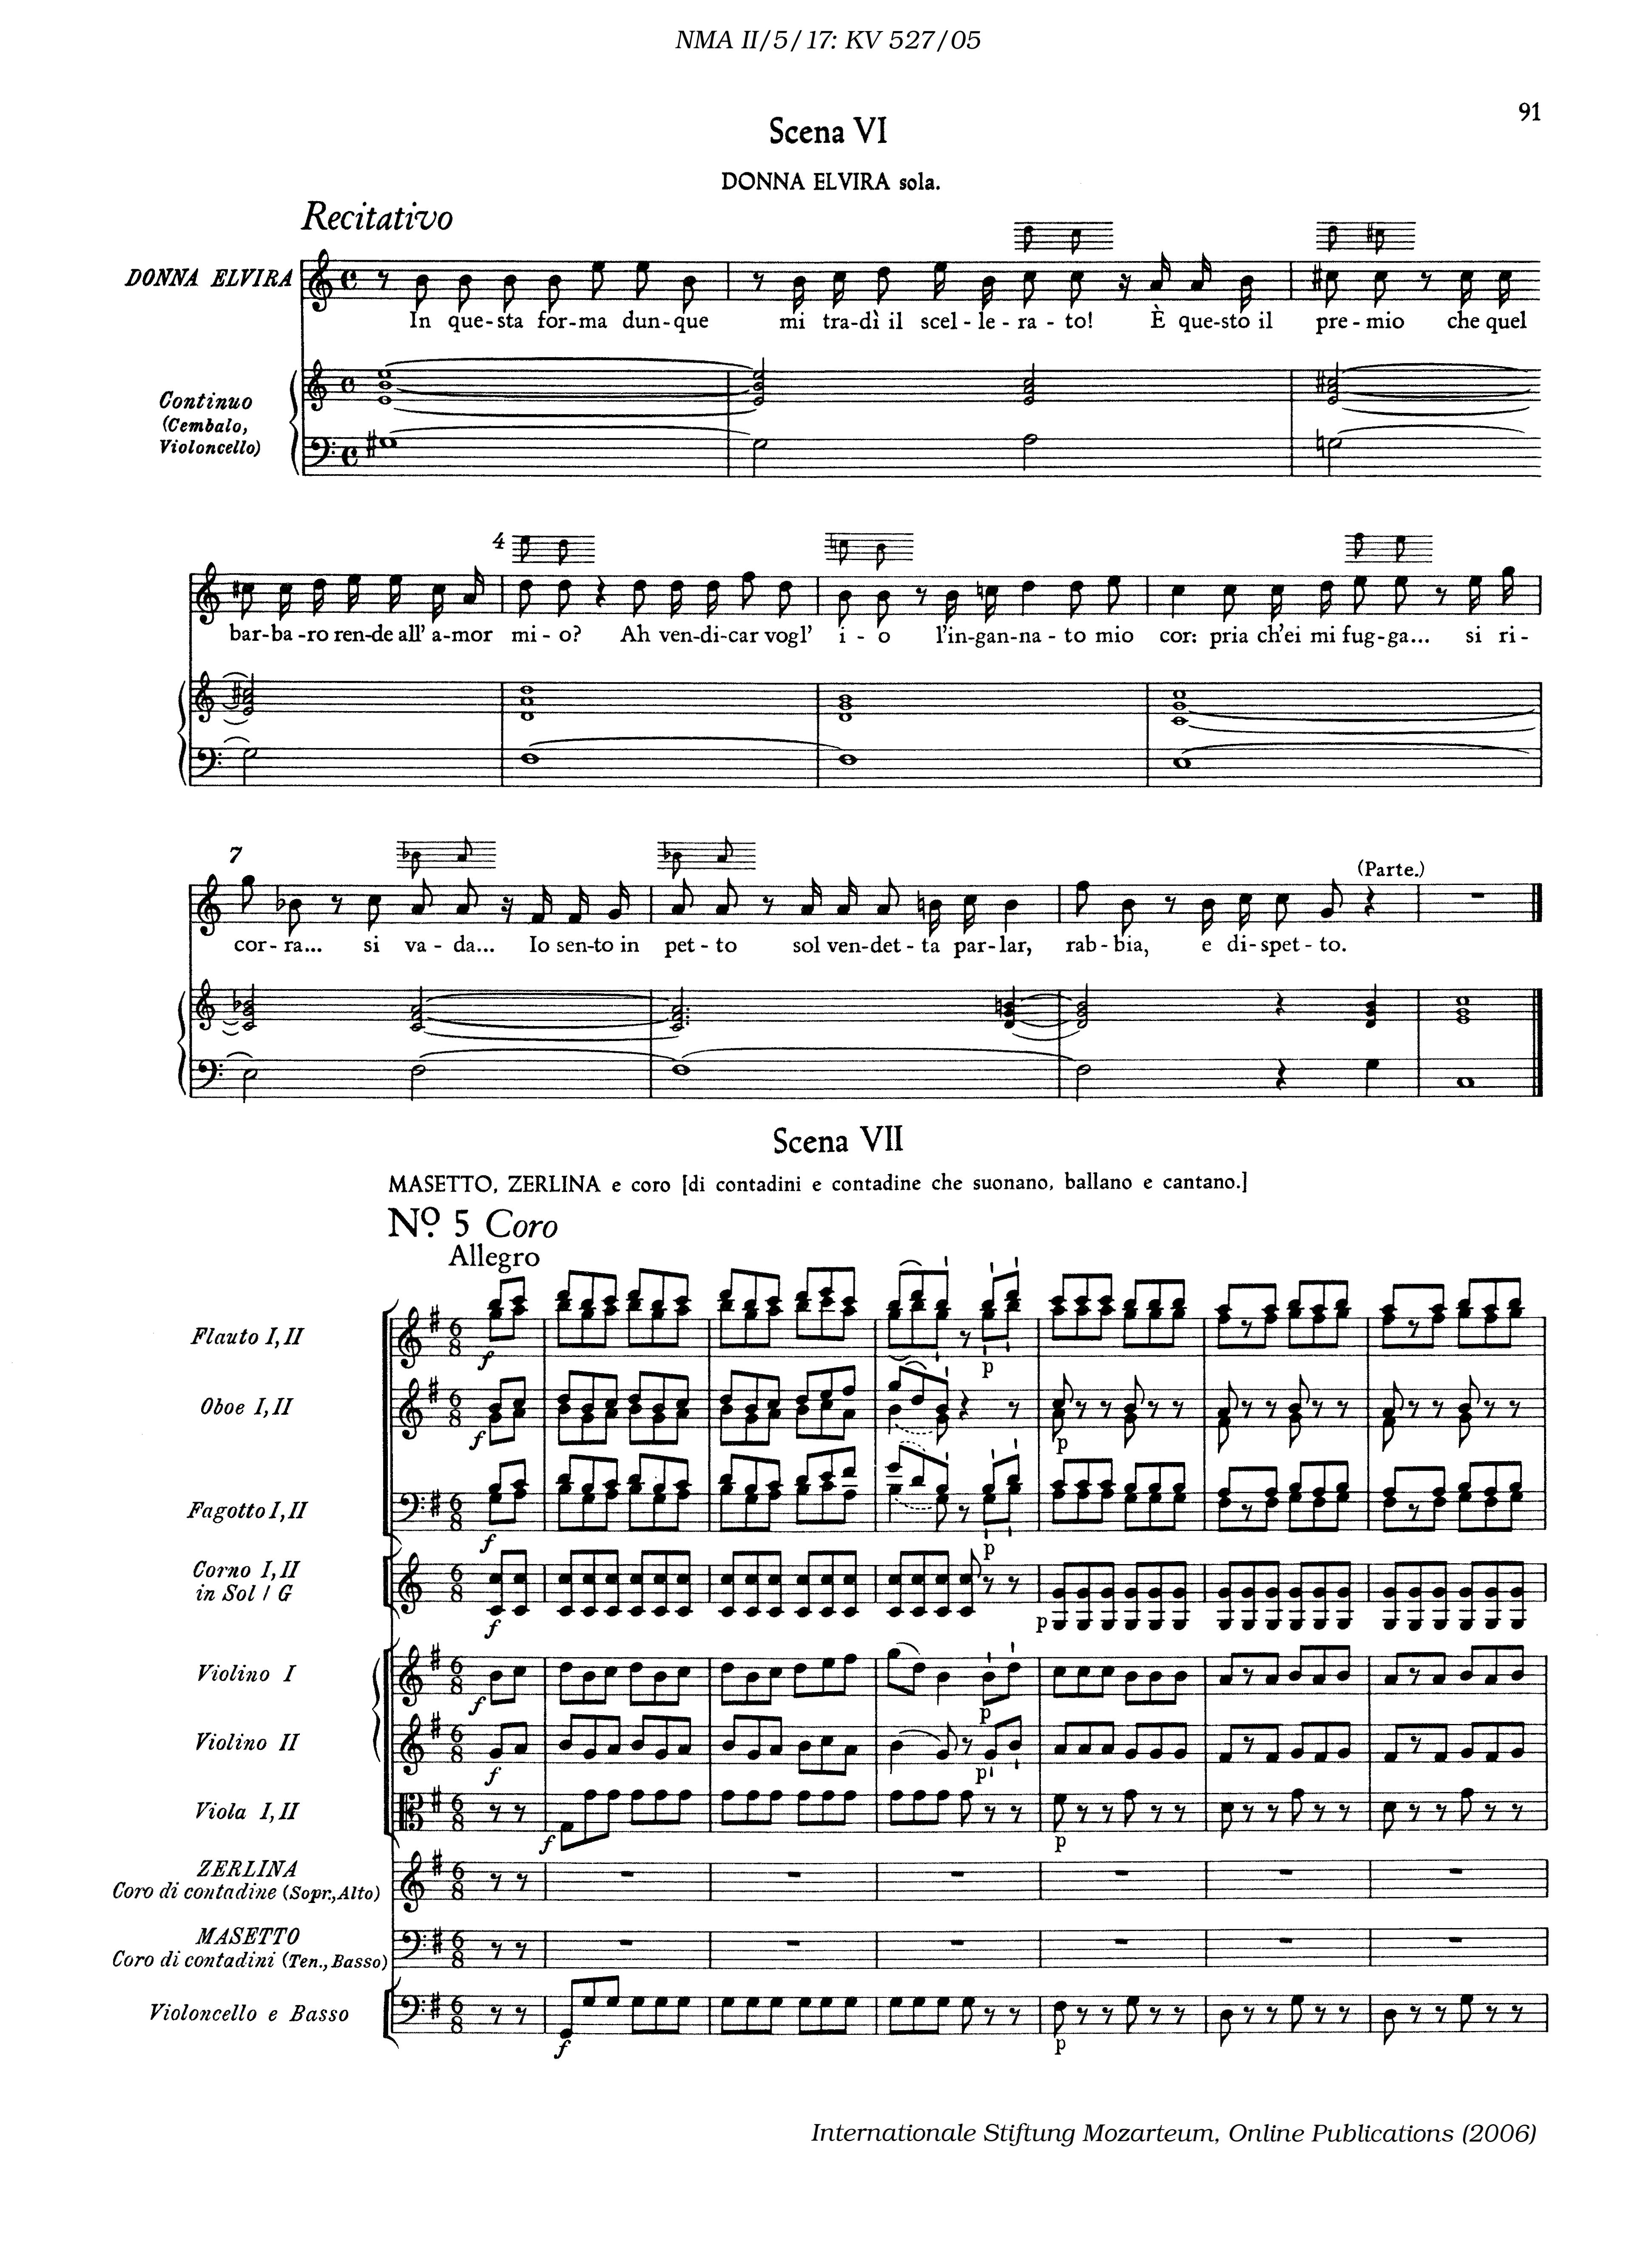 NMA II/5/17: KV 527/05
91
Scena VI
DONNA ELVIRA sola.
Recitativo
DONNA ELVIRA
In que-sta for-ma dun-que mi tra-dì il scel-le-ra-to! È que-sto il pre-mio che quel
Continuo
(Cembalo,
Violoncello)
4
bar-ba-ro ren-de all' a-mor mi-o? Ah ven-di-car vogl' i-o l'in-gan-na-to mio cor: pria ch'ei mi fug-ga... si ri-
7
(Parte.)
cor-ra... si va-da... Io sen-to in pet-to sol ven-det-ta par-lar, rab-bia, e di-spet-to.
Scena VII
MASETTO, ZERLINA e coro [di contadini e contadine che suonano, ballano e cantano.]
No. 5 Coro
Allegro
Flauto I, II
f
p
Oboe I, II
f
p
Fagotto I, II
f
p
Corno I, II
in Sol / G
f
p
Violino I
f
p
Violino II
f
p
Viola I, II
f
p
ZERLINA
Coro di contadine (Sopr., Alto)
MASETTO
Coro di contadini (Ten., Basso)
Violoncello e Basso
f
p
Internationale Stiftung Mozarteum, Online Publications (2006)